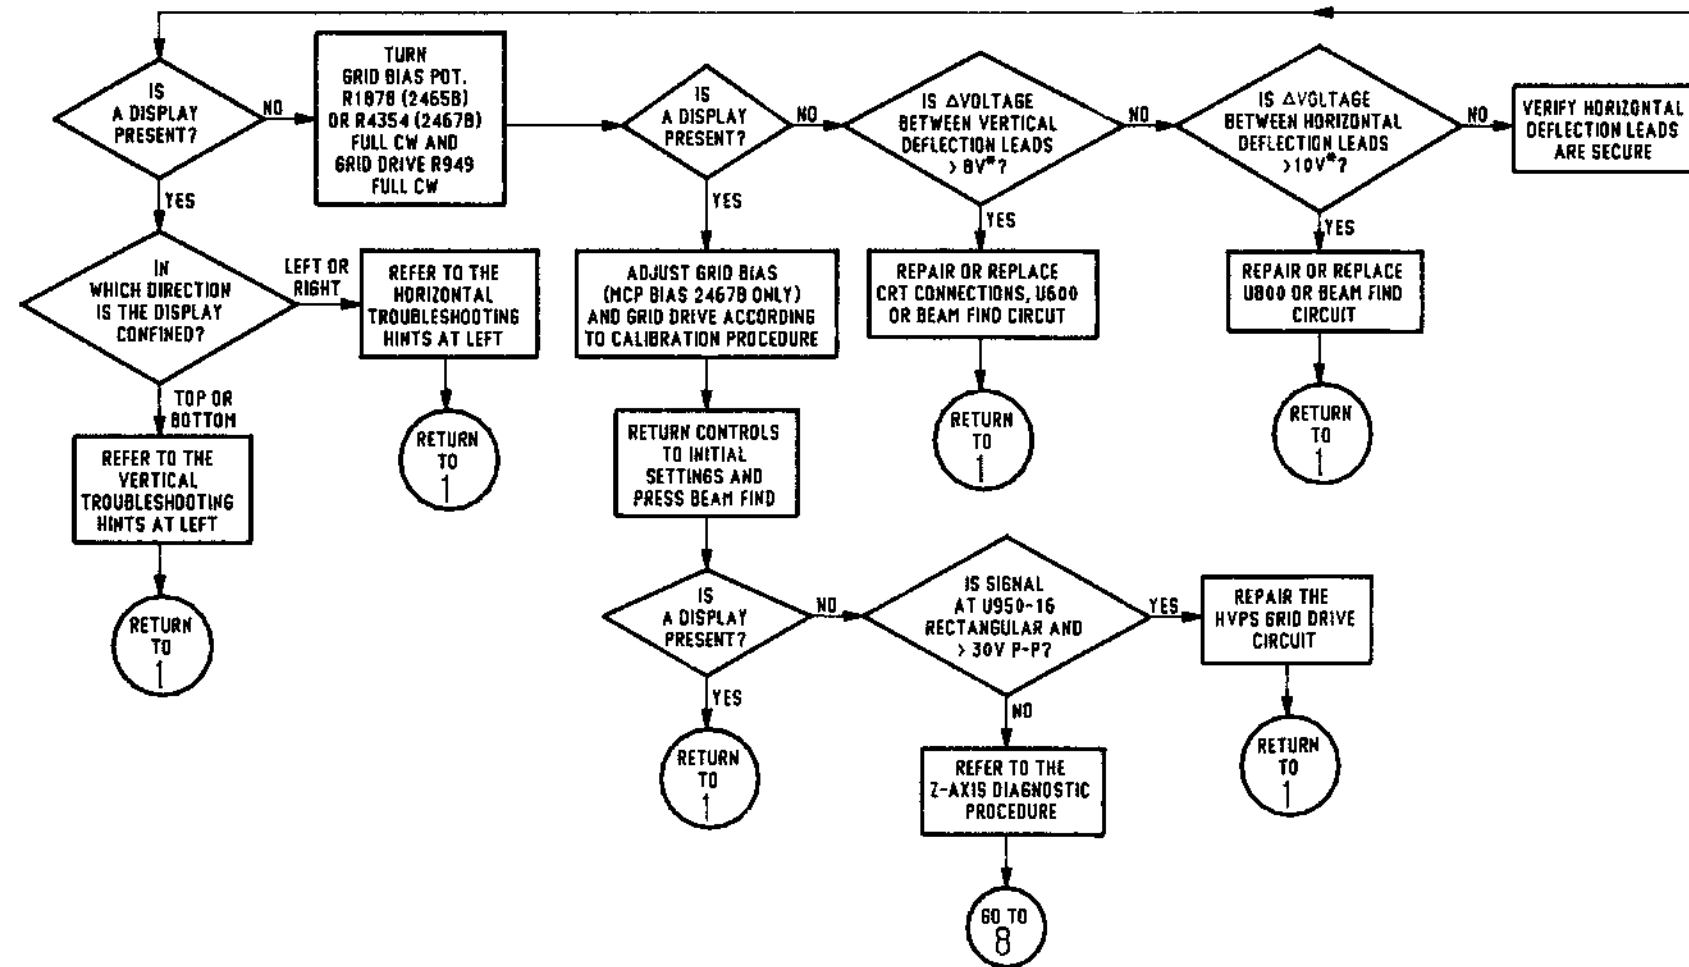 IS
A DISPLAY
PRESENT?
NO
YES
TURN
GRID BIAS POT.
R1878 (2465B)
OR R4354 (2467B)
FULL CW AND
GRID DRIVE R949
FULL CW
IS
A DISPLAY
PRESENT?
NO
YES
IS ΔVOLTAGE
BETWEEN VERTICAL
DEFLECTION LEADS
> 8V*?
NO
YES
IS ΔVOLTAGE
BETWEEN HORIZONTAL
DEFLECTION LEADS
>10V*?
NO
YES
VERIFY HORIZONTAL
DEFLECTION LEADS
ARE SECURE
IN
WHICH DIRECTION
IS THE DISPLAY
CONFINED?
LEFT OR
RIGHT
TOP OR
BOTTOM
REFER TO THE
HORIZONTAL
TROUBLESHOOTING
HINTS AT LEFT
ADJUST GRID BIAS
(MCP BIAS 2467B ONLY)
AND GRID DRIVE ACCORDING
TO CALIBRATION PROCEDURE
REPAIR OR REPLACE
CRT CONNECTIONS, U600
OR BEAM FIND CIRCUT
REPAIR OR REPLACE
U800 OR BEAM FIND
CIRCUIT
RETURN
TO
1
RETURN CONTROLS
TO INITIAL
SETTINGS AND
PRESS BEAM FIND
RETURN
TO
1
RETURN
TO
1
REFER TO THE
VERTICAL
TROUBLESHOOTING
HINTS AT LEFT
RETURN
TO
1
IS
A DISPLAY
PRESENT?
NO
YES
IS SIGNAL
AT U950-16
RECTANGULAR AND
> 30V P-P?
YES
NO
REPAIR THE
HVPS GRID DRIVE
CIRCUIT
RETURN
TO
1
REFER TO THE
Z-AXIS DIAGNOSTIC
PROCEDURE
RETURN
TO
1
GO TO
8